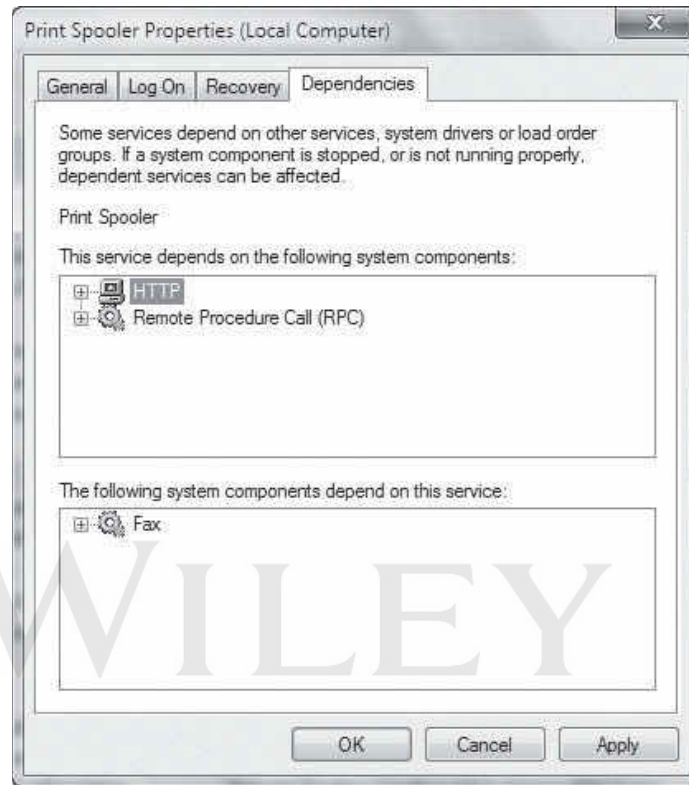 Print Spooler Properties (Local Computer)
X
General Log On Recovery Dependencies
Some services depend on other services, system drivers or load order
groups. If a system component is stopped, or is not running properly,
dependent services can be affected.
Print Spooler
This service depends on the following system components:
HTTP
Remote Procedure Call (RPC)
The following system components depend on this service:
Fax
WILEY
OK Cancel Apply